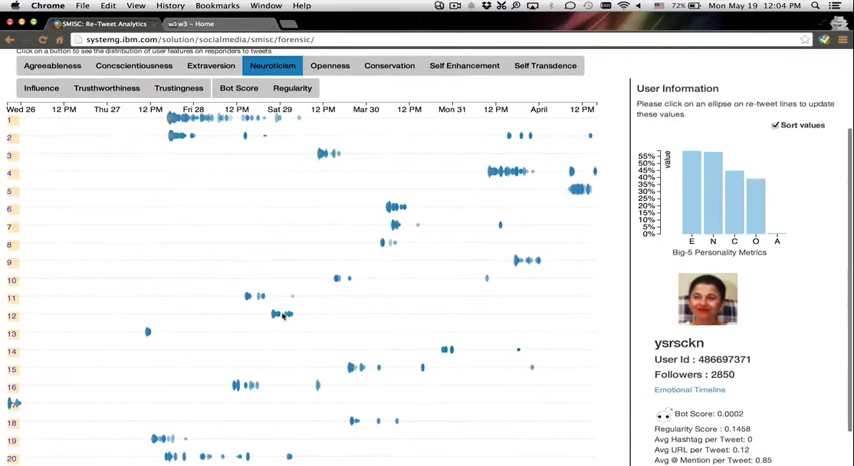 Chrome File Edit View History Bookmarks Window Help 72% Mon May 19 12:04 PM
SMISC: Re-Tweet Analytics w3 w3 - Home
systemg.ibm.com/solution/socialmedia/smisc/forensic/
Click on a button to see the distribution of user features on responders to tweets
Agreeableness Concscientiousness Extraversion Neuroticism Openness Conservation Self Enhancement Self Transdence
Influence Trusthworthiness Trustingness Bot Score Regularity
Wed 26 12 PM Thu 27 12 PM Fri 28 12 PM Sat 29 12 PM Mar 30 12 PM Mon 31 12 PM April 12 PM
1
2
3
4
5
6
7
8
9
10
11
12
13
14
15
16
18
19
20
User Information
Please click on an ellipse on re-tweet lines to update
these values
Sort values
value
55%
50%
45%
40%
35%
30%
25%
20%
15%
10%
5%
0%
E N C O A
Big-5 Personality Metrics
ysrsckn
User Id : 486697371
Followers : 2850
Emotional Timeline
Bot Score: 0.0002
Regularity Score : 0.1458
Avg Hashtag per Tweet: 0
Avg URL per Tweet: 0.12
Avg @ Mention per Tweet: 0.85